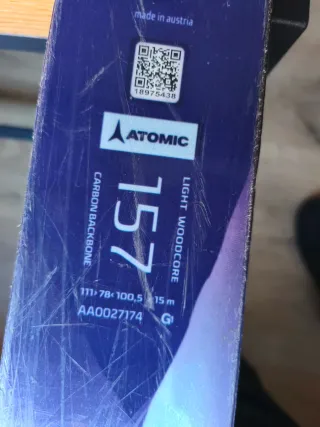 made in austria
18975438
ATOMIC
LIGHT WOODCORE
157
CARBON BACKBONE
111>78<100,5 15 m
AA0027174 G